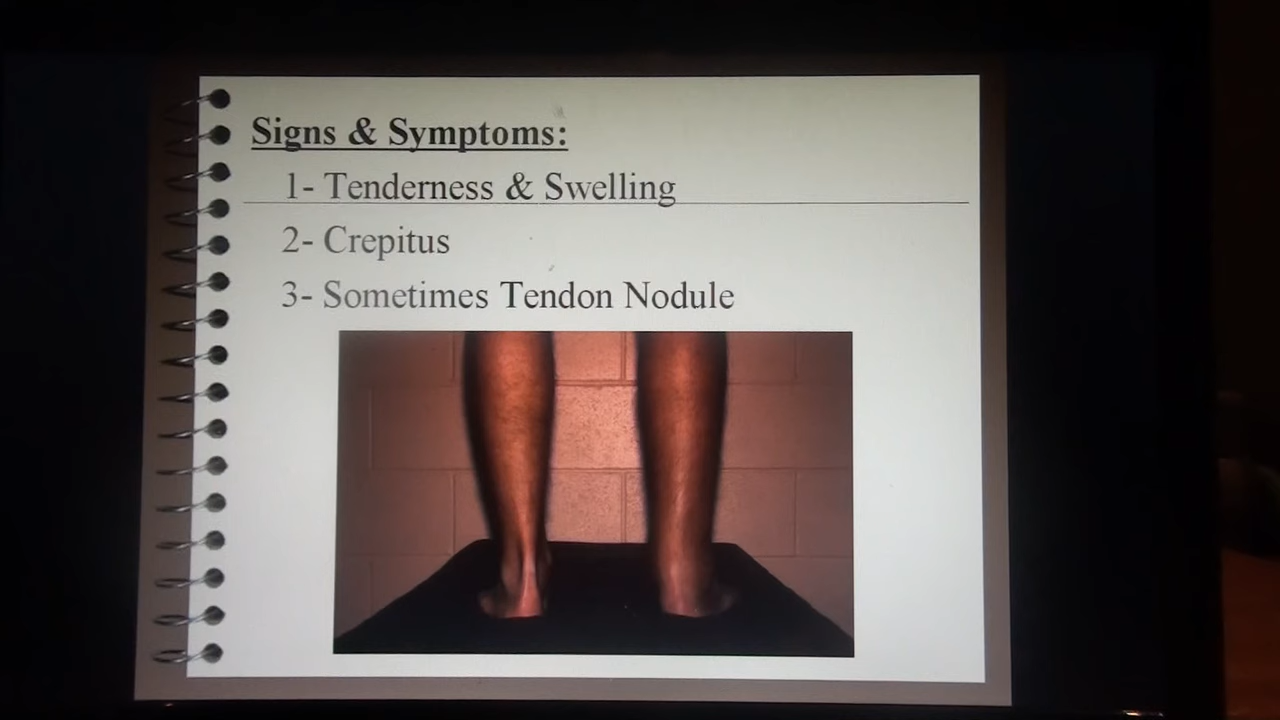 Signs & Symptoms:
1- Tenderness & Swelling
2- Crepitus
3- Sometimes Tendon Nodule